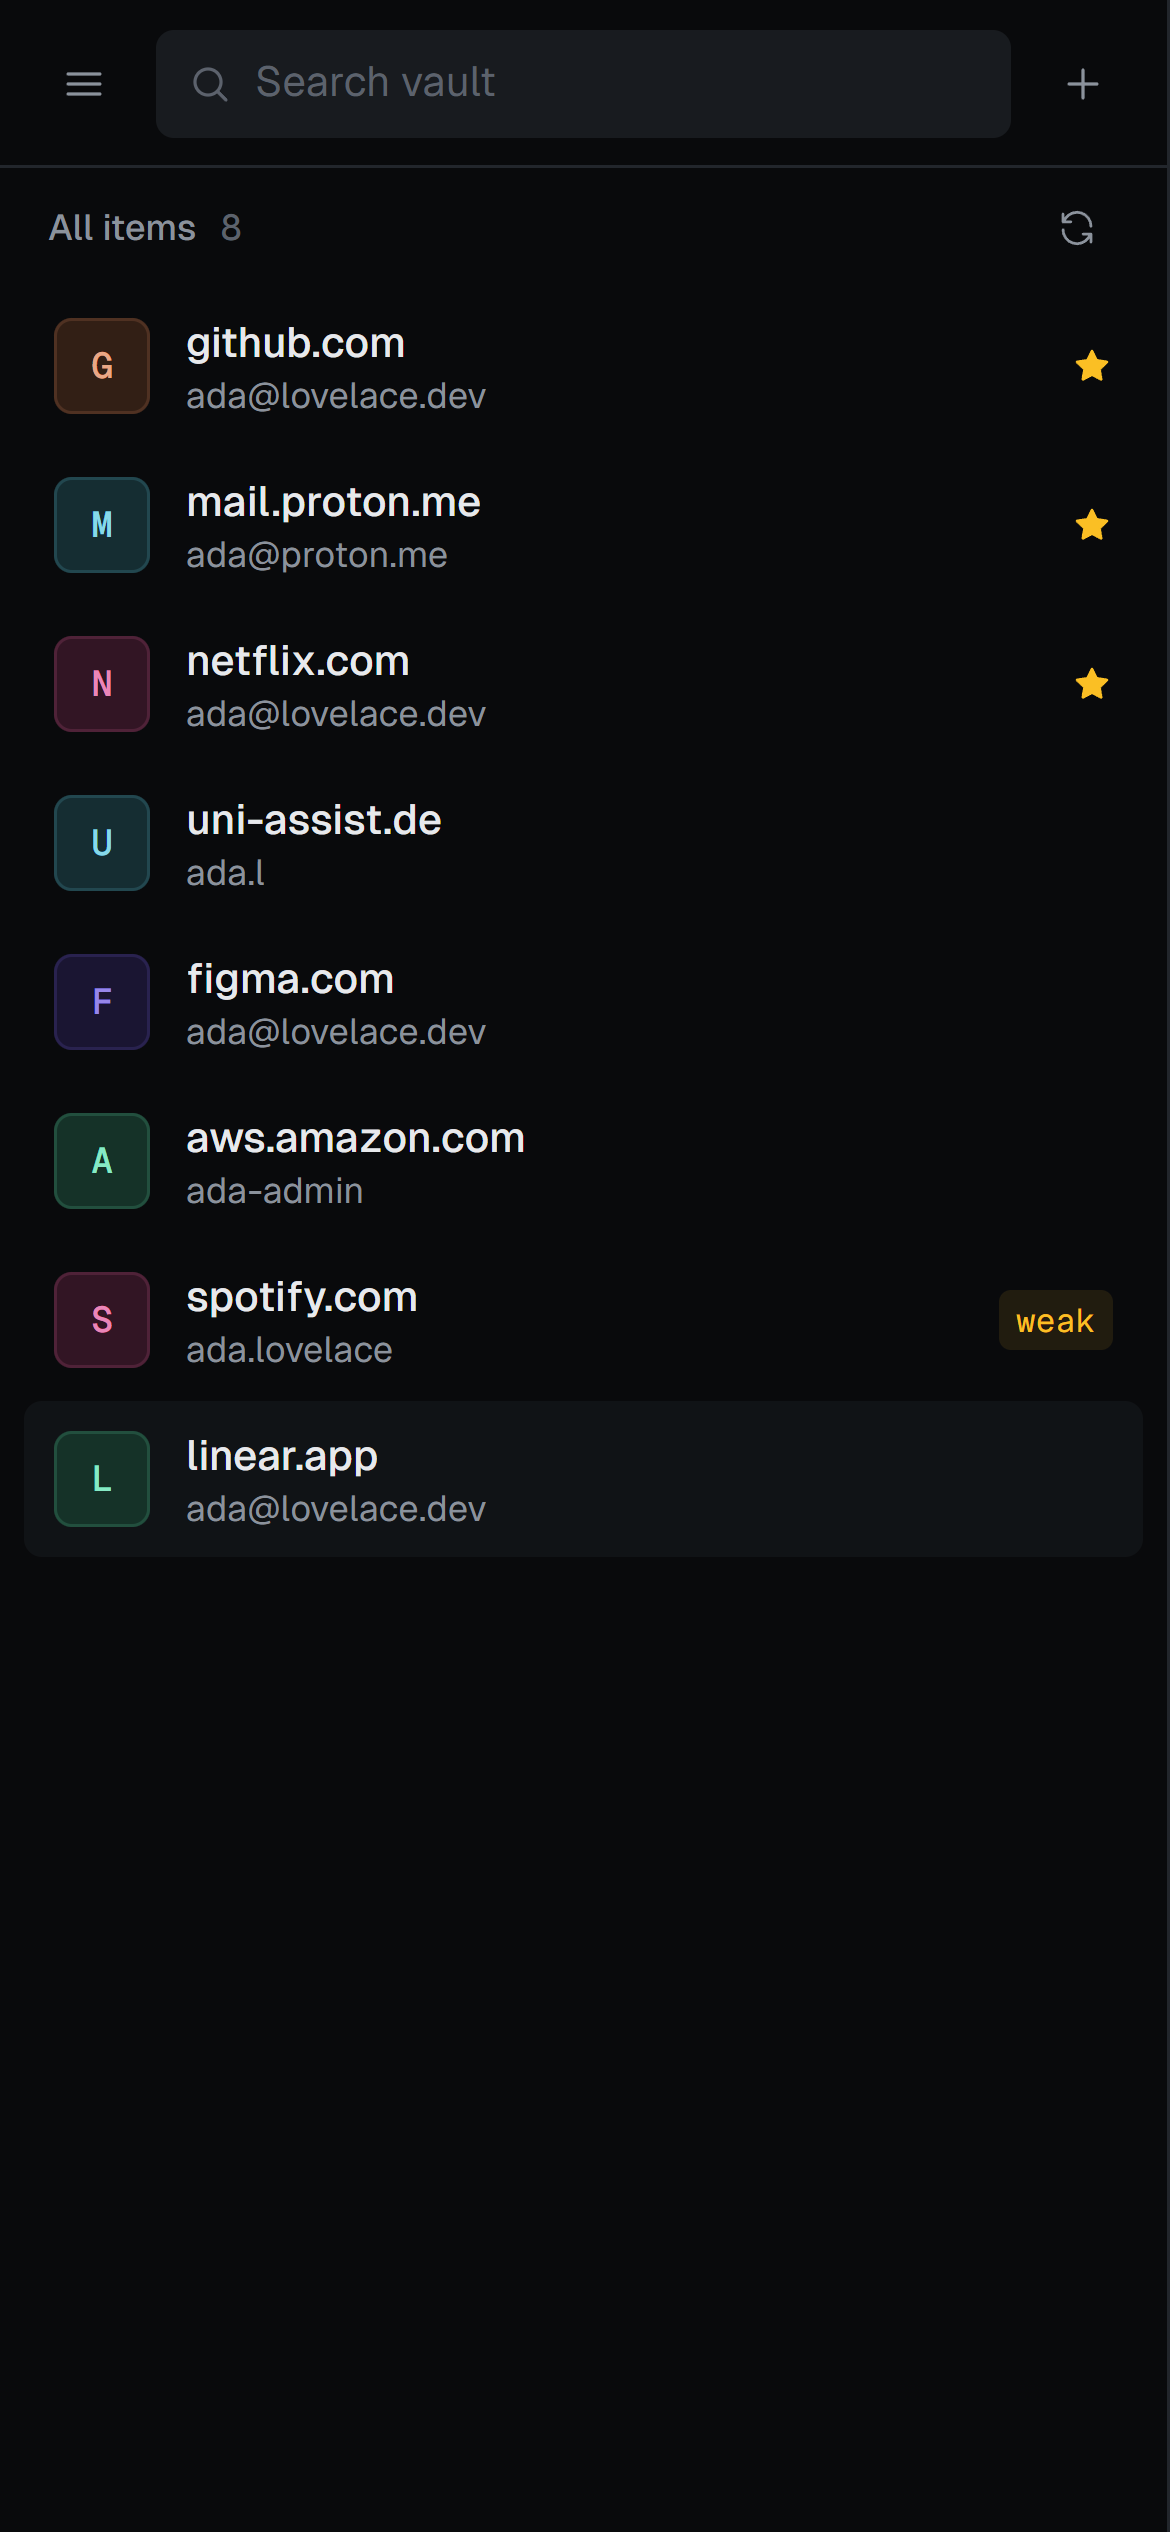 Search vault
All items 8
G
github.com
ada@lovelace.dev
M
mail.proton.me
ada@proton.me
N
netflix.com
ada@lovelace.dev
U
uni-assist.de
ada.l
F
figma.com
ada@lovelace.dev
A
aws.amazon.com
ada-admin
S
spotify.com
ada.lovelace
weak
L
linear.app
ada@lovelace.dev